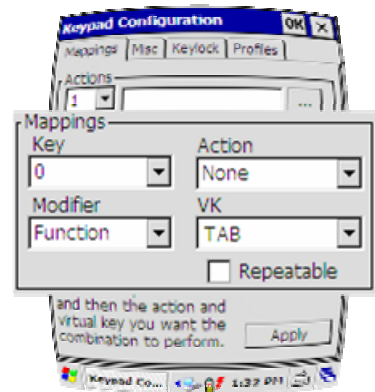 Keypad Configuration OK
Mappings Misc Keylock Profiles
Actions
1 ...
Mappings
Key Action
0 None
Modifier VK
Function TAB
Repeatable
and then the action and
virtual key you want the
combination to perform. Apply
Keypad Co... 1:37 PM